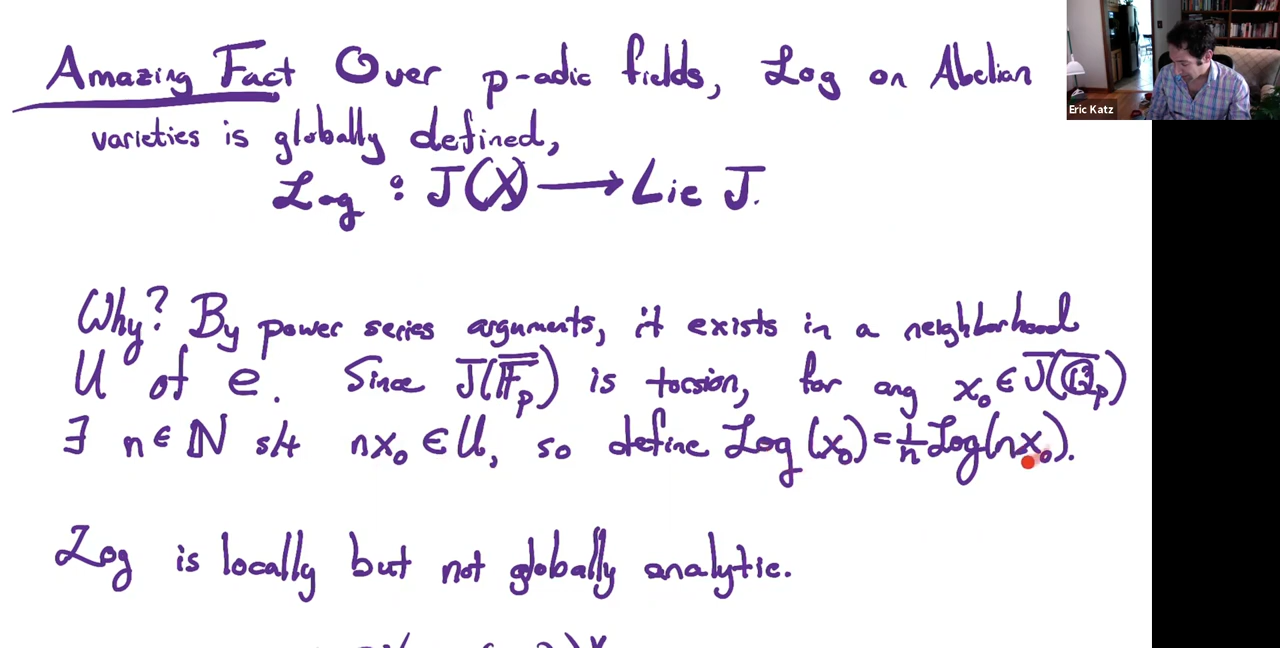 Amazing Fact Over p-adic fields, Log on Abelian
varieties is globally defined,
Log : J(X) → Lie J.
Why? By power series arguments, it exists in a neighborhood
U of e. Since J(F̅_p) is torsion, for any x₀ ∈ J(Q̅_p)
∃ n ∈ ℕ s/t nx₀ ∈ U, so define Log(x₀) = 1/n Log(nx₀).
Log is locally but not globally analytic.
Eric Katz